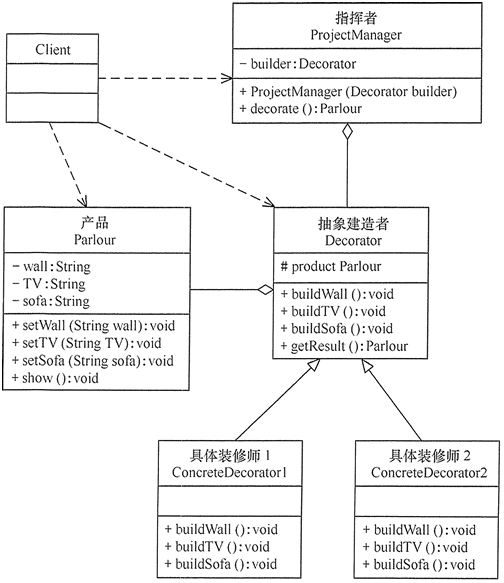 Client
指挥者
ProjectManager
- builder:Decorator
+ ProjectManager (Decorator builder)
+ decorate ():Parlour
产品
Parlour
- wall:String
- TV:String
- sofa:String
+ setWall (String wall):void
+ setTV (String TV):void
+ setSofa (String sofa):void
+ show ():void
抽象建造者
Decorator
# product Parlour
+ buildWall ():void
+ buildTV ():void
+ buildSofa ():void
+ getResult ():Parlour
具体装修师 1
ConcreteDecorator1
+ buildWall ():void
+ buildTV ():void
+ buildSofa ():void
具体装修师 2
ConcreteDecorator2
+ buildWall ():void
+ buildTV ():void
+ buildSofa ():void